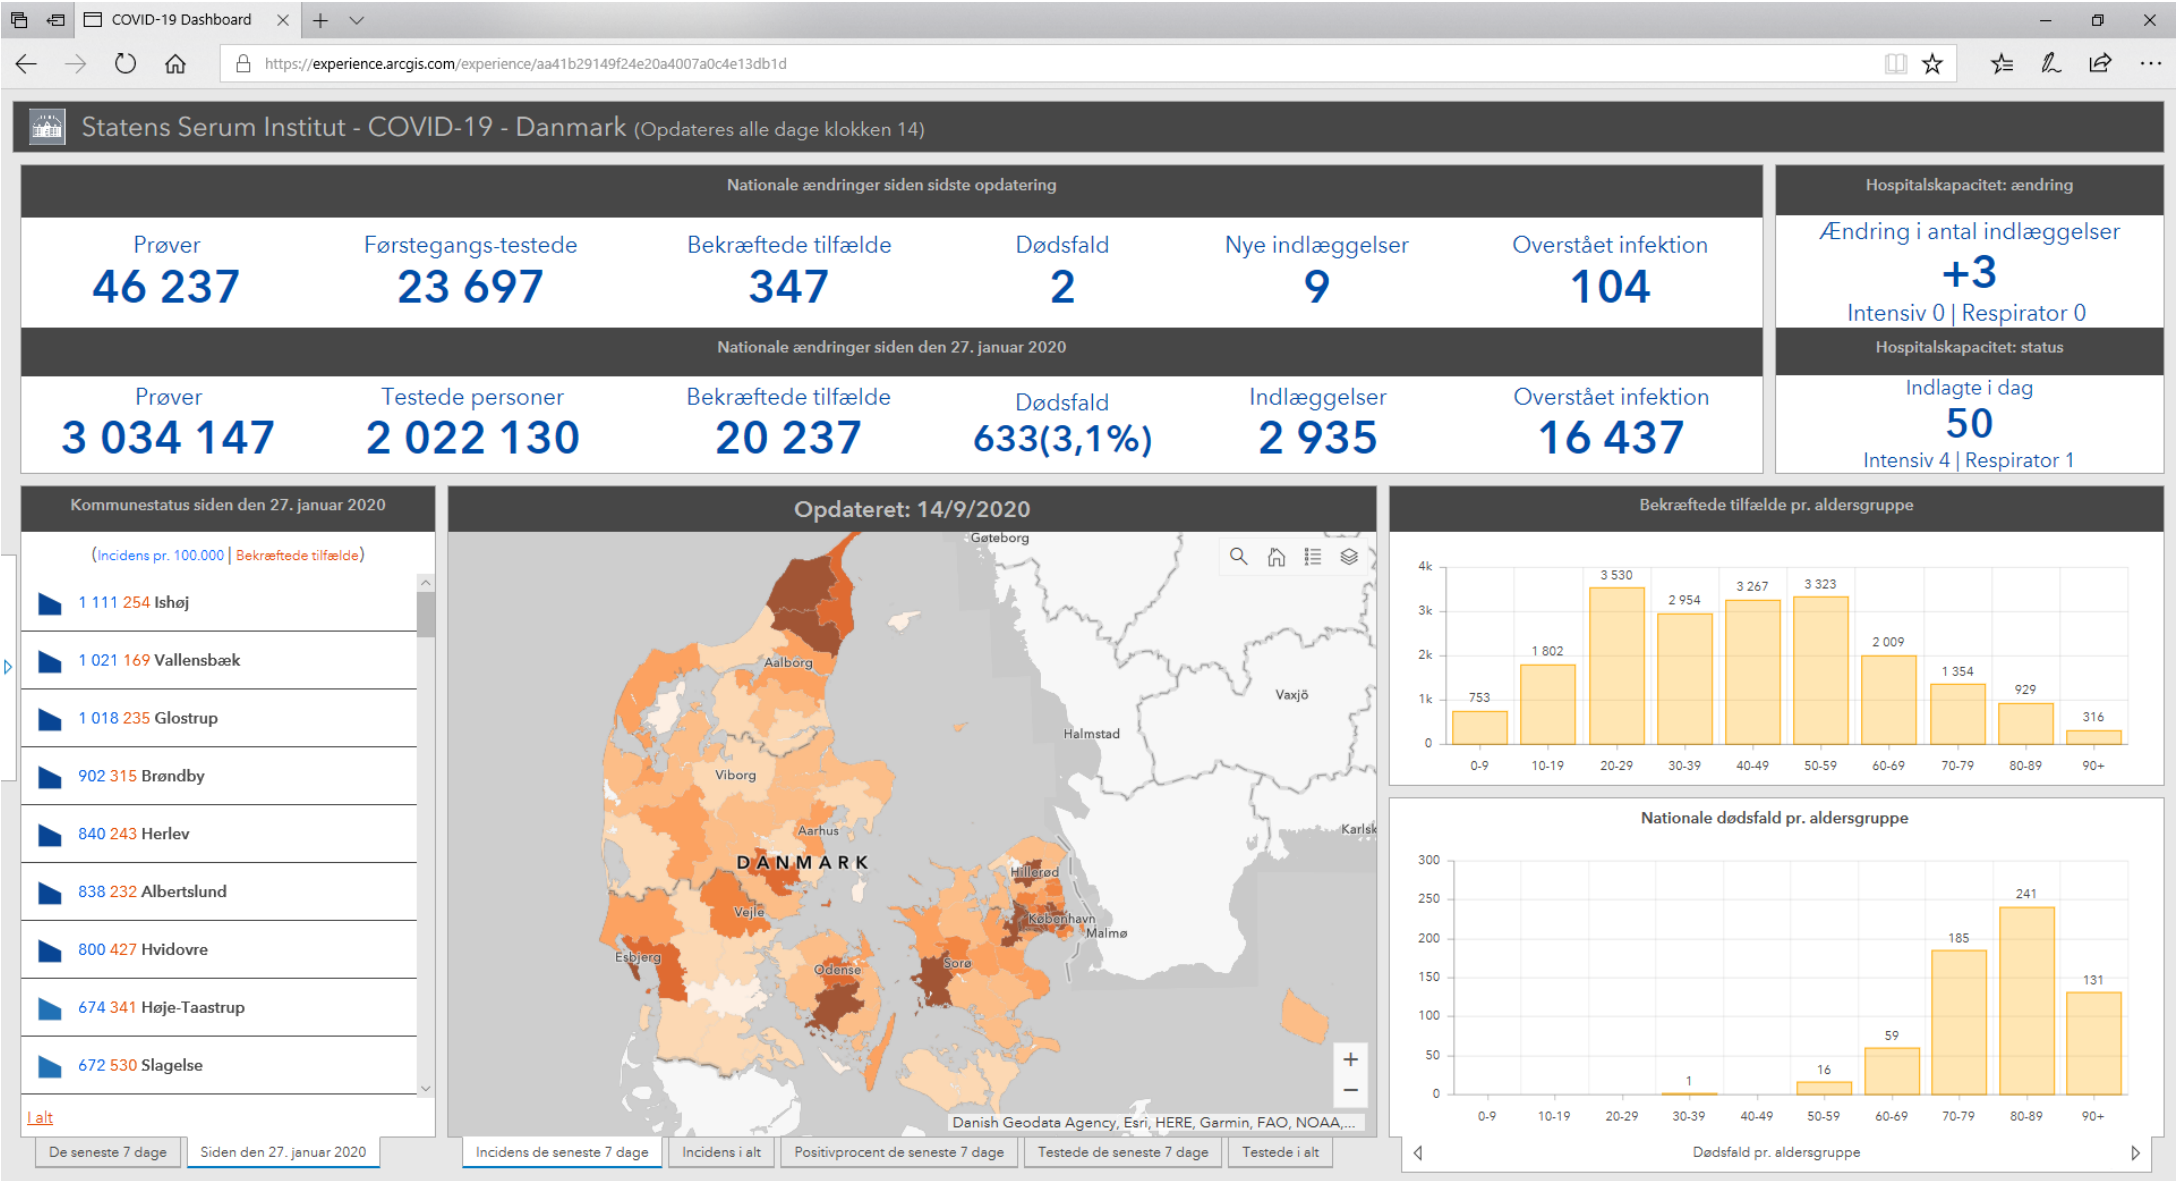 COVID-19 Dashboard
https://experience.arcgis.com/experience/aa41b29149f24e20a4007a0c4e13db1d
Statens Serum Institut - COVID-19 - Danmark (Opdateres alle dage klokken 14)
Nationale ændringer siden sidste opdatering
Prøver
46 237
Førstegangs-testede
23 697
Bekræftede tilfælde
347
Dødsfald
2
Nye indlæggelser
9
Overstået infektion
104
Hospitalskapacitet: ændring
Ændring i antal indlæggelser
+3
Intensiv 0 | Respirator 0
Nationale ændringer siden den 27. januar 2020
Prøver
3 034 147
Testede personer
2 022 130
Bekræftede tilfælde
20 237
Dødsfald
633(3,1%)
Indlæggelser
2 935
Overstået infektion
16 437
Hospitalskapacitet: status
Indlagte i dag
50
Intensiv 4 | Respirator 1
Kommunestatus siden den 27. januar 2020
(Incidens pr. 100.000 | Bekræftede tilfælde)
1 111 254 Ishøj
1 021 169 Vallensbæk
1 018 235 Glostrup
902 315 Brøndby
840 243 Herlev
838 232 Albertslund
800 427 Hvidovre
674 341 Høje-Taastrup
672 530 Slagelse
I alt
De seneste 7 dage
Siden den 27. januar 2020
Opdateret: 14/9/2020
Gøteborg
Aalborg
Vaxjö
Halmstad
Viborg
Aarhus
Karlsk
DANMARK
Hillerød
Vejle
København
Malmø
Esbjerg
Odense
Sorø
+
−
Danish Geodata Agency, Esri, HERE, Garmin, FAO, NOAA,...
Incidens de seneste 7 dage
Incidens i alt
Positivprocent de seneste 7 dage
Testede de seneste 7 dage
Testede i alt
Bekræftede tilfælde pr. aldersgruppe
4k
3k
2k
1k
0
753
1 802
3 530
2 954
3 267
3 323
2 009
1 354
929
316
0-9 10-19 20-29 30-39 40-49 50-59 60-69 70-79 80-89 90+
Nationale dødsfald pr. aldersgruppe
300
250
200
150
100
50
0
1
16
59
185
241
131
0-9 10-19 20-29 30-39 40-49 50-59 60-69 70-79 80-89 90+
Dødsfald pr. aldersgruppe